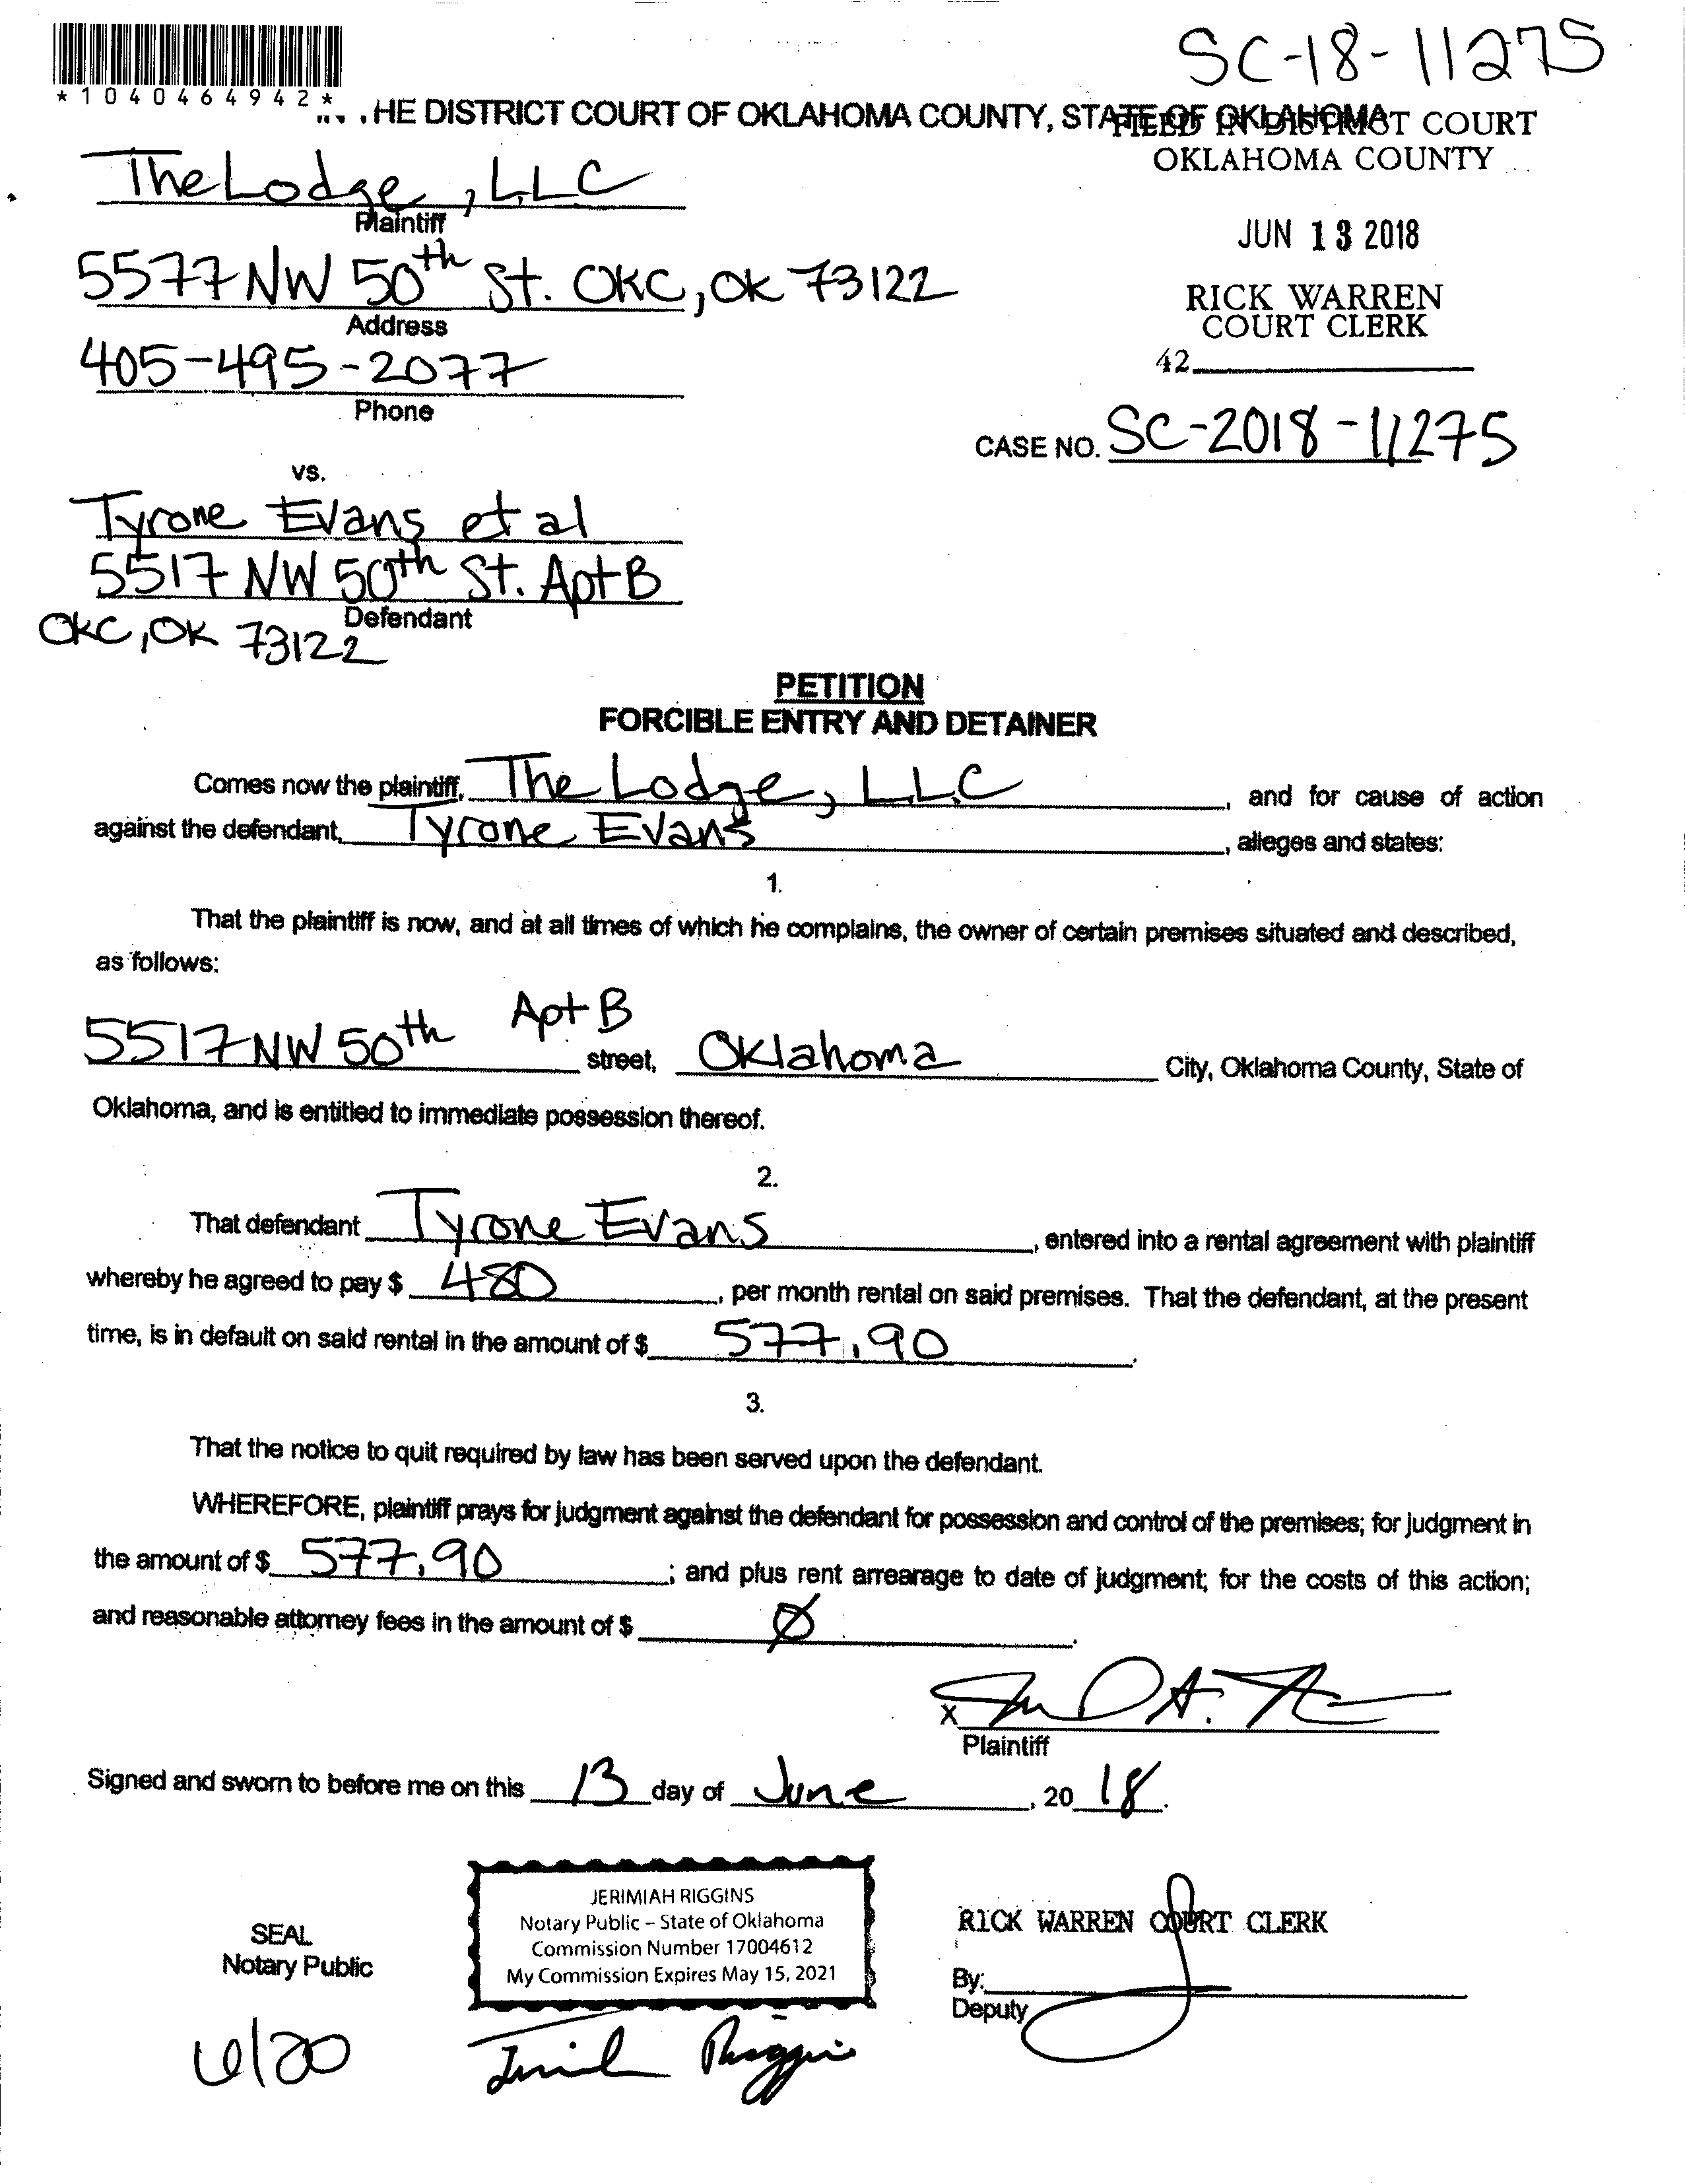 SC-18-11275
*1040464942*
HE DISTRICT COURT OF OKLAHOMA COUNTY, STATE OF OKLAHOMA
FILED IN DISTRICT COURT
OKLAHOMA COUNTY
The Lodge, LLC
Plaintiff
JUN 13 2018
5577 NW 50th St. OKC, OK 73122
Address
RICK WARREN
COURT CLERK
405-495-2077
Phone
42
CASE NO. SC-2018-11275
vs.
Tyrone Evans et al
5517 NW 50th St. Apt B
Defendant
OKC, OK 73122
PETITION
FORCIBLE ENTRY AND DETAINER
Comes now the plaintiff, The Lodge, LLC, and for cause of action
against the defendant, Tyrone Evans, alleges and states:
1.
That the plaintiff is now, and at all times of which he complains, the owner of certain premises situated and described,
as follows:
5517 NW 50th Apt B street, Oklahoma City, Oklahoma County, State of
Oklahoma, and is entitled to immediate possession thereof.
2.
That defendant Tyrone Evans, entered into a rental agreement with plaintiff
whereby he agreed to pay $ 480, per month rental on said premises. That the defendant, at the present
time, is in default on said rental in the amount of $ 577.90.
3.
That the notice to quit required by law has been served upon the defendant.
WHEREFORE, plaintiff prays for judgment against the defendant for possession and control of the premises; for judgment in
the amount of $ 577.90; and plus rent arrearage to date of judgment; for the costs of this action;
and reasonable attorney fees in the amount of $ Ø.
X
Plaintiff
Signed and sworn to before me on this 13 day of June, 20 18.
JERIMIAH RIGGINS
Notary Public – State of Oklahoma
Commission Number 17004612
My Commission Expires May 15, 2021
SEAL
Notary Public
RICK WARREN COURT CLERK
By:
Deputy
6/20
Jerimiah Riggins